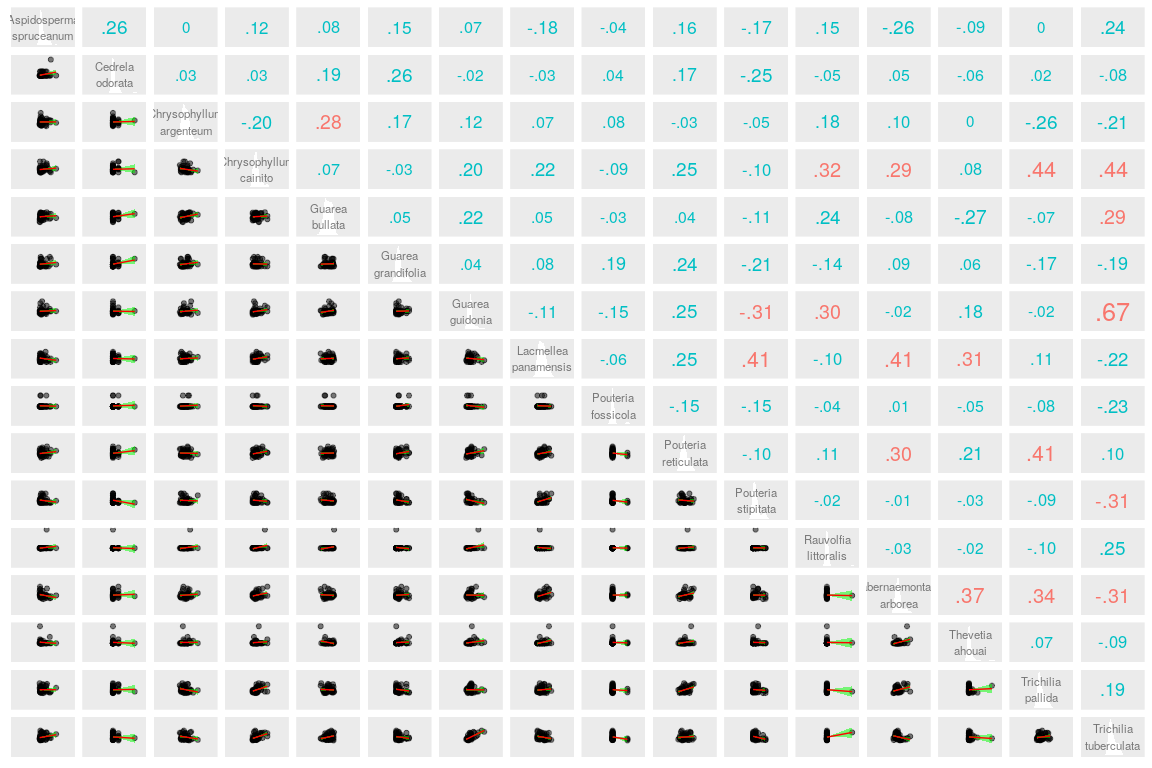 Aspidosperma
spruceanum
.26 0 .12 .08 .15 .07 -.18 -.04 .16 -.17 .15 -.26 -.09 0 .24
Cedrela
odorata
.03 .03 .19 .26 -.02 -.03 .04 .17 -.25 -.05 .05 -.06 .02 -.08
Chrysophyllum
argenteum
-.20 .28 .17 .12 .07 .08 -.03 -.05 .18 .10 0 -.26 -.21
Chrysophyllum
cainito
.07 -.03 .20 .22 -.09 .25 -.10 .32 .29 .08 .44 .44
Guarea
bullata
.05 .22 .05 -.03 .04 -.11 .24 -.08 -.27 -.07 .29
Guarea
grandifolia
.04 .08 .19 .24 -.21 -.14 .09 .06 -.17 -.19
Guarea
guidonia
-.11 -.15 .25 -.31 .30 -.02 .18 -.02 .67
Lacmellea
panamensis
-.06 .25 .41 -.10 .41 .31 .11 -.22
Pouteria
fossicola
-.15 -.15 -.04 .01 -.05 -.08 -.23
Pouteria
reticulata
-.10 .11 .30 .21 .41 .10
Pouteria
stipitata
-.02 -.01 -.03 -.09 -.31
Rauvolfia
littoralis
-.03 -.02 -.10 .25
bernaemonta
arborea
.37 .34 -.31
Thevetia
ahouai
.07 -.09
Trichilia
pallida
.19
Trichilia
tuberculata